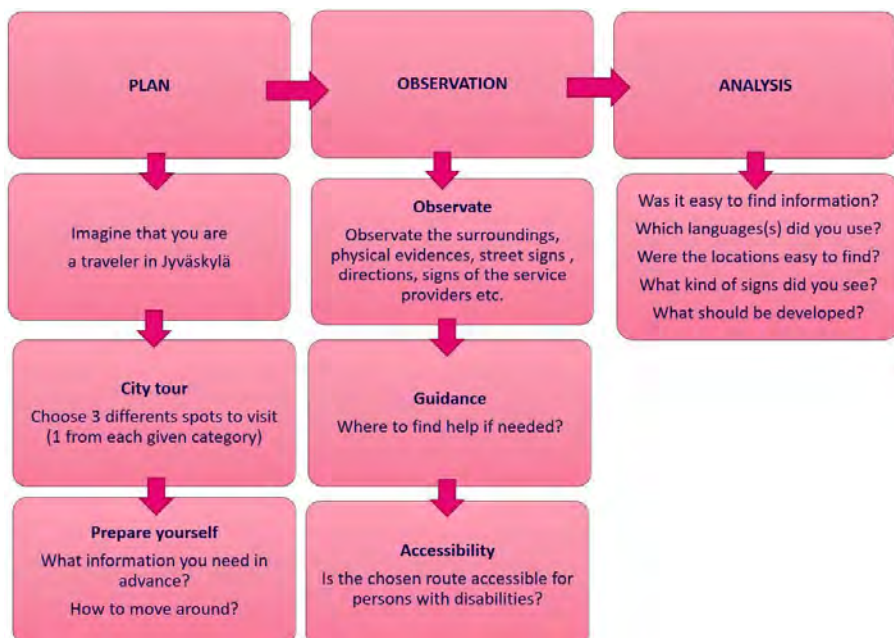 PLAN
Imagine that you are
a traveler in Jyväskylä
City tour
Choose 3 differents spots to visit
(1 from each given category)
Prepare yourself
What information you need in
advance?
How to move around?
OBSERVATION
Observate
Observate the surroundings,
physical evidences, street signs ,
directions, signs of the service
providers etc.
Guidance
Where to find help if needed?
Accessibility
Is the chosen route accessible for
persons with disabilities?
ANALYSIS
Was it easy to find information?
Which languages(s) did you use?
Were the locations easy to find?
What kind of signs did you see?
What should be developed?